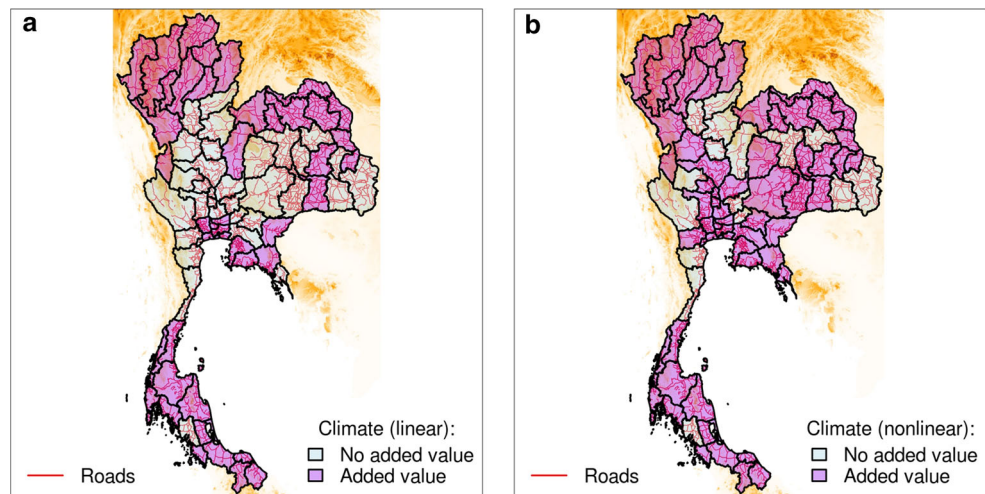 a
Climate (linear):
No added value
Roads
Added value
b
Climate (nonlinear):
No added value
Roads
Added value